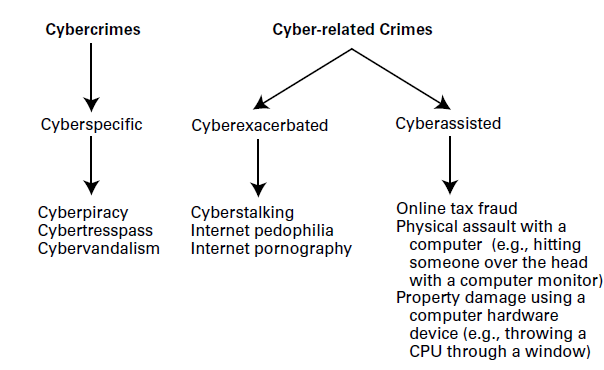 Cybercrimes
Cyber-related Crimes
Cyberspecific
Cyberexacerbated
Cyberassisted
Cyberpiracy
Cybertresspass
Cybervandalism
Cyberstalking
Internet pedophilia
Internet pornography
Online tax fraud
Physical assault with a
computer (e.g., hitting
someone over the head
with a computer monitor)
Property damage using a
computer hardware
device (e.g., throwing a
CPU through a window)